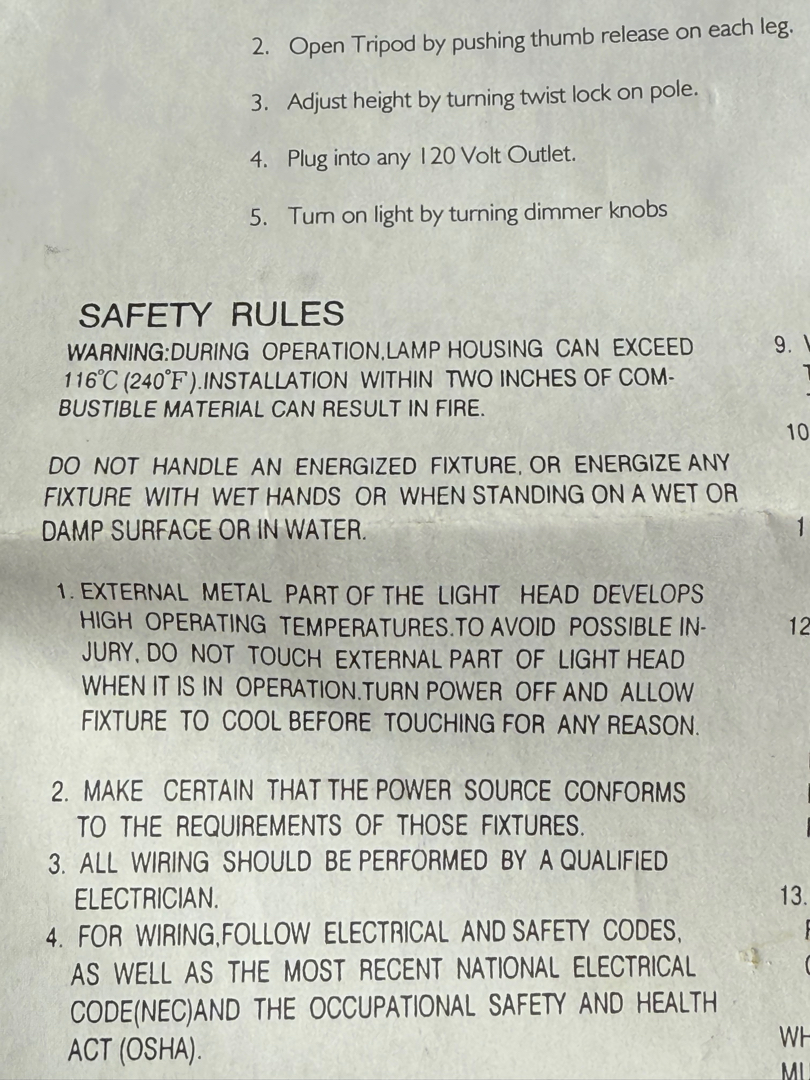 2. Open Tripod by pushing thumb release on each leg.
3. Adjust height by turning twist lock on pole.
4. Plug into any 120 Volt Outlet.
5. Turn on light by turning dimmer knobs
SAFETY RULES
WARNING:DURING OPERATION,LAMP HOUSING CAN EXCEED
116℃ (240℉).INSTALLATION WITHIN TWO INCHES OF COM-
BUSTIBLE MATERIAL CAN RESULT IN FIRE.
DO NOT HANDLE AN ENERGIZED FIXTURE, OR ENERGIZE ANY
FIXTURE WITH WET HANDS OR WHEN STANDING ON A WET OR
DAMP SURFACE OR IN WATER.
1. EXTERNAL METAL PART OF THE LIGHT HEAD DEVELOPS
HIGH OPERATING TEMPERATURES.TO AVOID POSSIBLE IN-
JURY, DO NOT TOUCH EXTERNAL PART OF LIGHT HEAD
WHEN IT IS IN OPERATION.TURN POWER OFF AND ALLOW
FIXTURE TO COOL BEFORE TOUCHING FOR ANY REASON.
2. MAKE CERTAIN THAT THE POWER SOURCE CONFORMS
TO THE REQUIREMENTS OF THOSE FIXTURES.
3. ALL WIRING SHOULD BE PERFORMED BY A QUALIFIED
ELECTRICIAN.
4. FOR WIRING,FOLLOW ELECTRICAL AND SAFETY CODES,
AS WELL AS THE MOST RECENT NATIONAL ELECTRICAL
CODE(NEC)AND THE OCCUPATIONAL SAFETY AND HEALTH
ACT (OSHA).
9.
10
12
13.